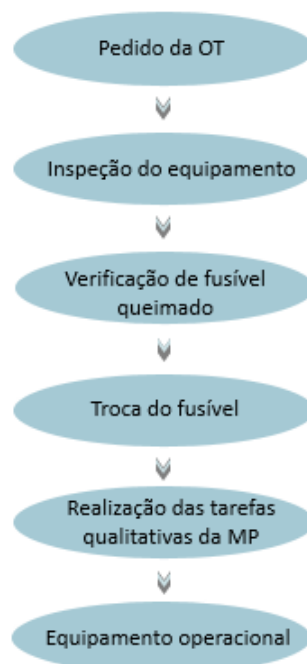 Pedido da OT
Inspeção do equipamento
Verificação de fusível
queimado
Troca do fusível
Realização das tarefas
qualitativas da MP
Equipamento operacional